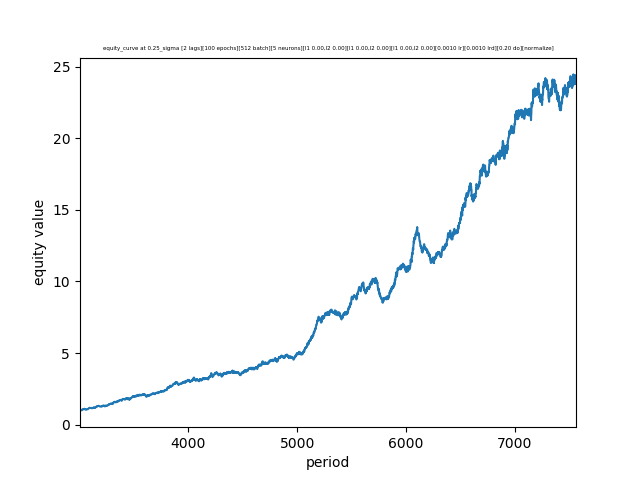 equity_curve at 0.25_sigma [2 lags][100 epochs][512 batch][5 neurons][l1 0.00,l2 0.00][l1 0.00,l2 0.00][l1 0.00,l2 0.00][0.0010 lr][0.0010 lrd][0.20 do][normalize]
25
20
15
10
5
0
equity value
4000 5000 6000 7000
period